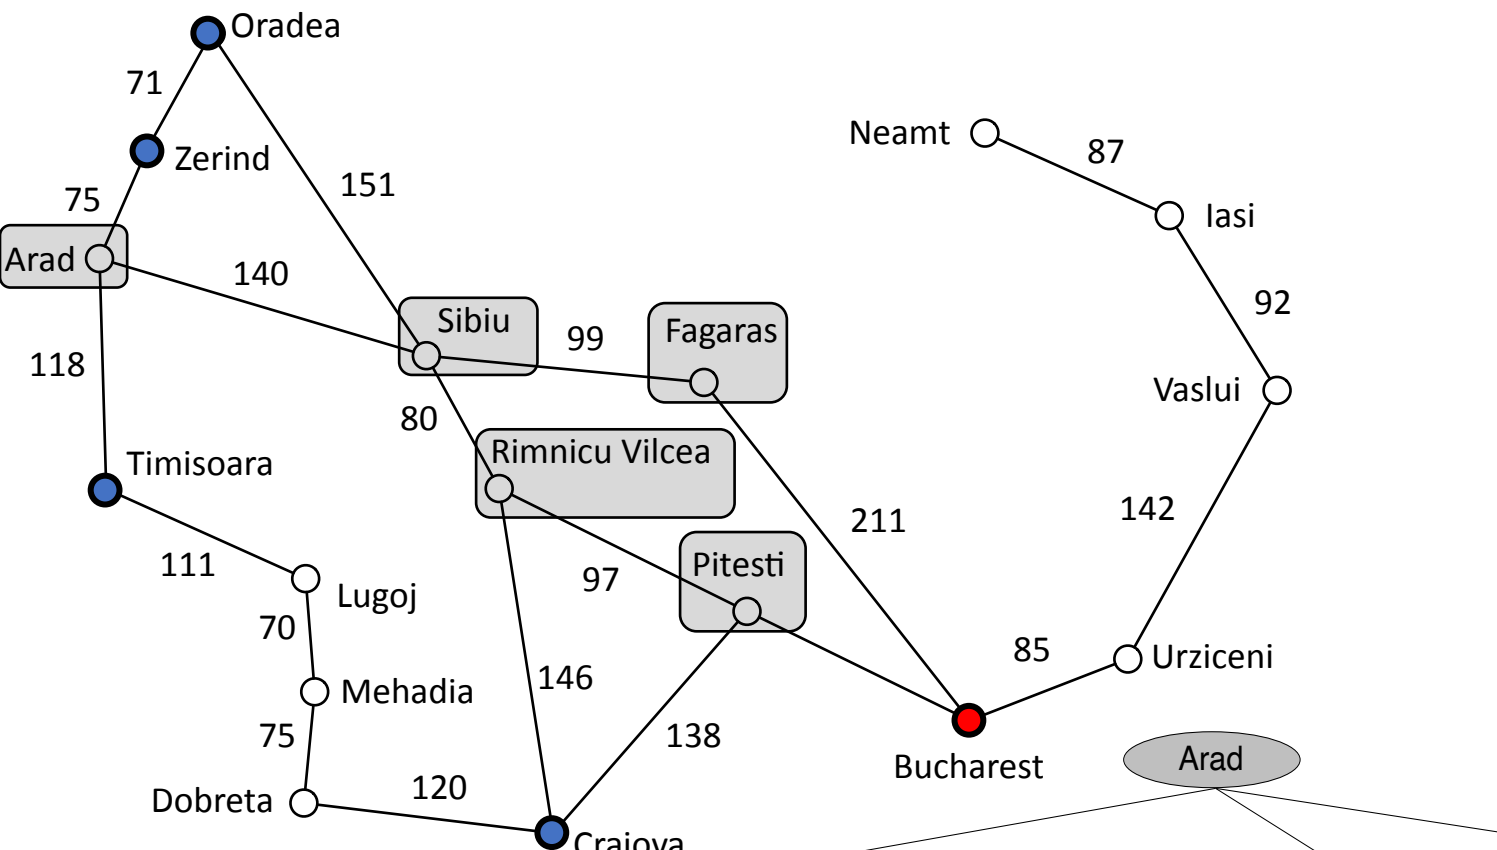 Oradea
71
Neamt
87
Zerind
151
75
Iasi
Arad
140
92
Sibiu
99
Fagaras
118
Vaslui
80
Rimnicu Vilcea
Timisoara
142
211
111
97
Pitesti
Lugoj
70
85
Urziceni
146
Mehadia
75
138
Bucharest
Arad
Dobreta
120
Craiova